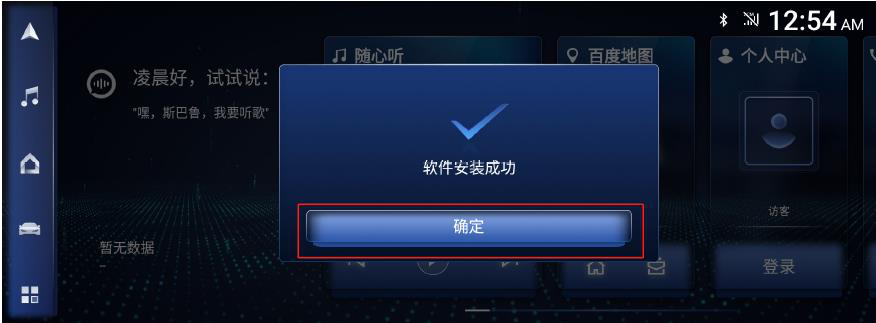 12:54 AM
随心听
百度地图
个人中心
凌晨好，试试说：
"嘿，斯巴鲁，我要听歌"
软件安装成功
确定
访客
暂无数据
--
登录